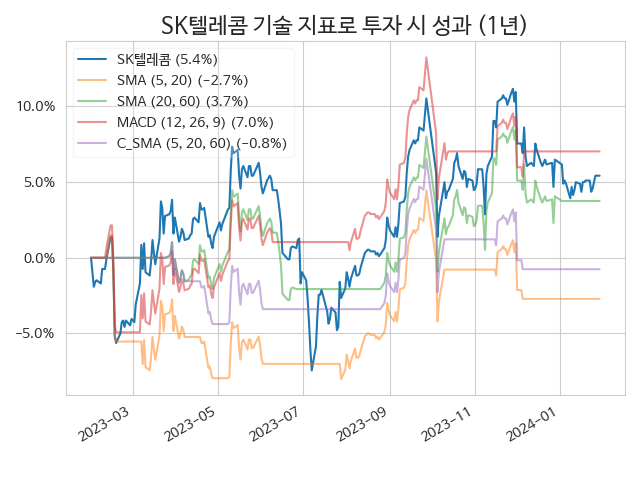 SK텔레콤 기술 지표로 투자 시 성과 (1년)
SK텔레콤 (5.4%)
SMA (5, 20) (−2.7%)
SMA (20, 60) (3.7%)
MACD (12, 26, 9) (7.0%)
C_SMA (5, 20, 60) (−0.8%)
10.0%
5.0%
0.0%
−5.0%
2023−03
2023−05
2023−07
2023−09
2023−11
2024−01